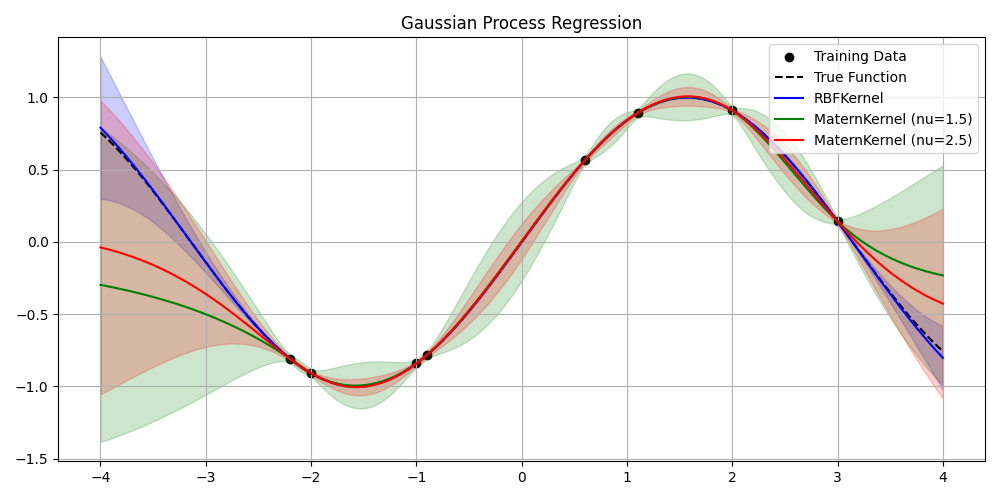 Gaussian Process Regression
Training Data
True Function
RBFKernel
MaternKernel (nu=1.5)
MaternKernel (nu=2.5)
1.0
0.5
0.0
−0.5
−1.0
−1.5
−4 −3 −2 −1 0 1 2 3 4